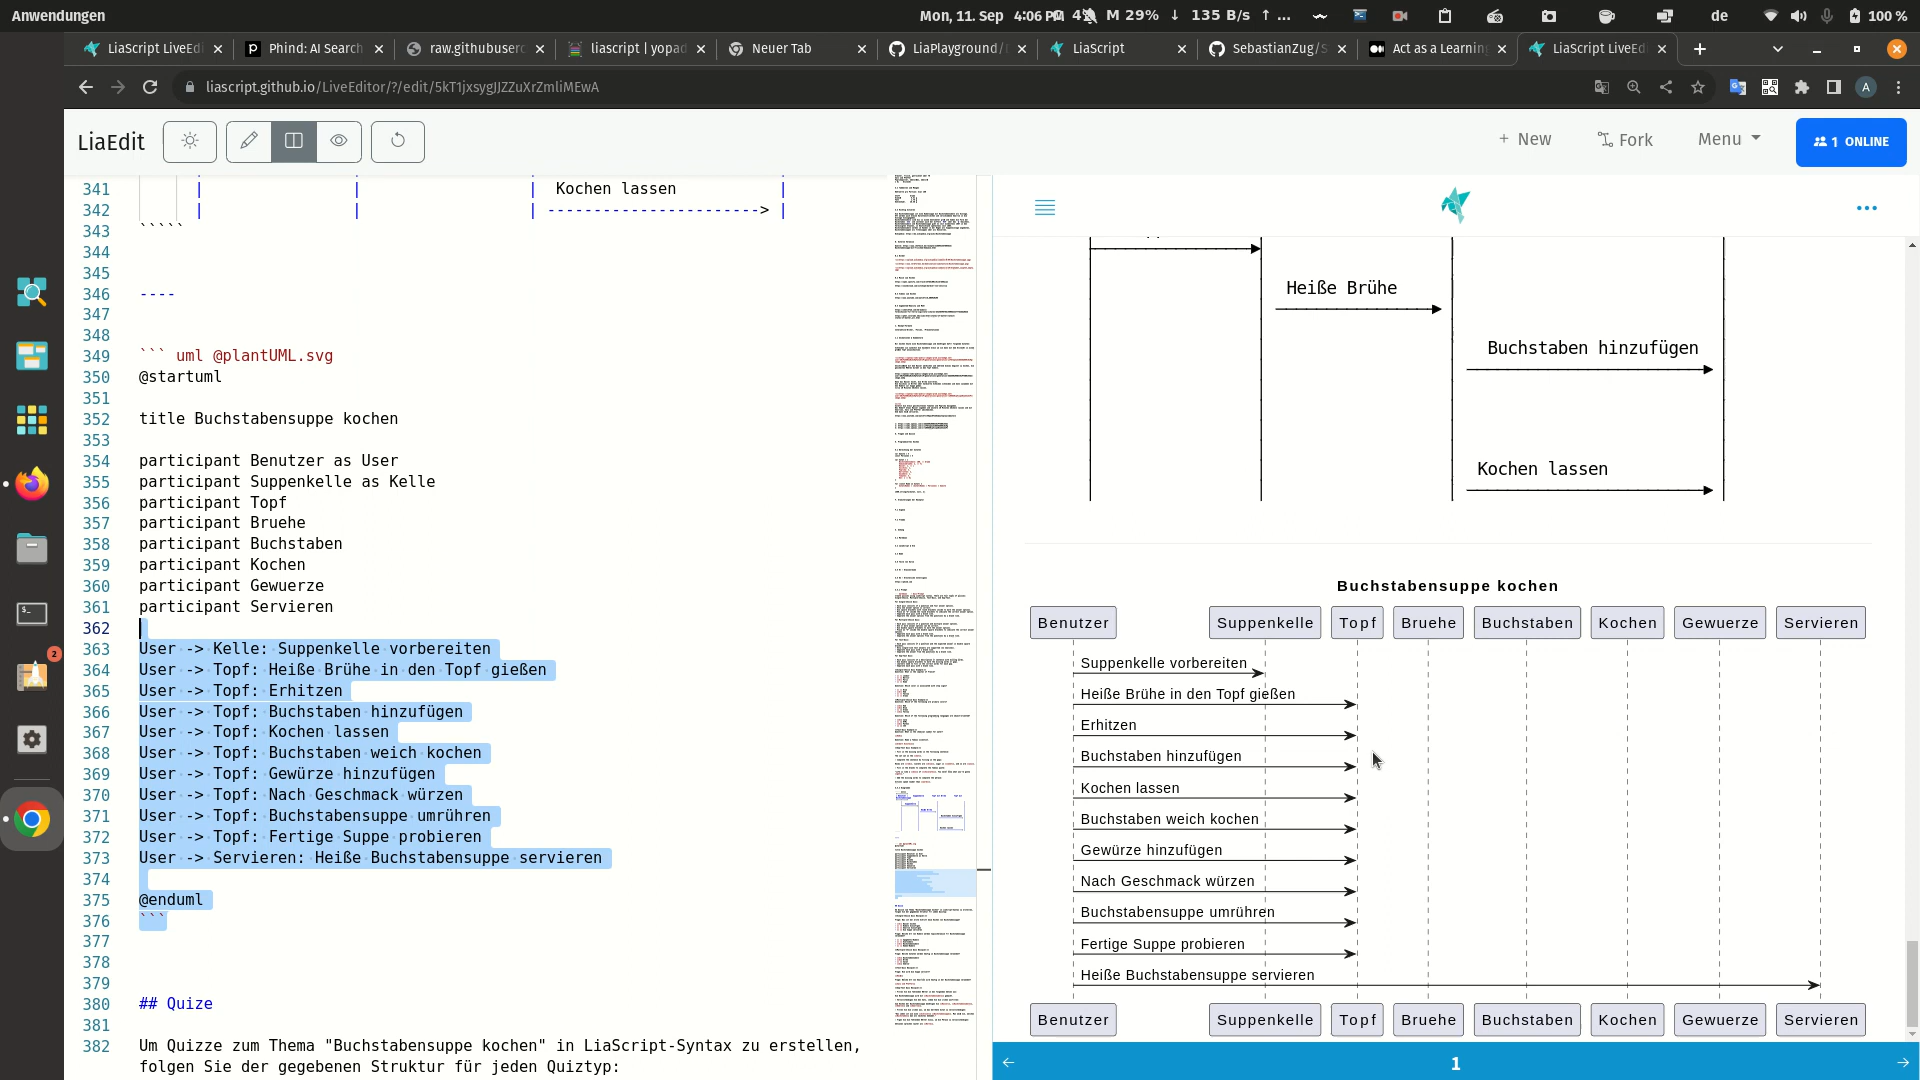 Anwendungen
Mon, 11. Sep 4:06 PM
M 29% ↓ 135 B/s ↑ ...
de
100 %
LiaScript LiveEdi
Phind: AI Search
raw.githubuserc
liascript | yopad
Neuer Tab
LiaPlayground/
LiaScript
SebastianZug/S
Act as a Learning
LiaScript LiveEdi
liascript.github.io/LiveEditor/?/edit/5kT1jxsygJJZZuXrZmliMEwA
A
LiaEdit
+ New
Fork
Menu
1 ONLINE
341 | | | Kochen lassen |
342 | | | -----------------------> |
343 `````
344
345
346 ----
347
348
349 ``` uml @plantUML.svg
350 @startuml
351
352 title Buchstabensuppe kochen
353
354 participant Benutzer as User
355 participant Suppenkelle as Kelle
356 participant Topf
357 participant Bruehe
358 participant Buchstaben
359 participant Kochen
360 participant Gewuerze
361 participant Servieren
362
363 User -> Kelle: Suppenkelle vorbereiten
364 User -> Topf: Heiße Brühe in den Topf gießen
365 User -> Topf: Erhitzen
366 User -> Topf: Buchstaben hinzufügen
367 User -> Topf: Kochen lassen
368 User -> Topf: Buchstaben weich kochen
369 User -> Topf: Gewürze hinzufügen
370 User -> Topf: Nach Geschmack würzen
371 User -> Topf: Buchstabensuppe umrühren
372 User -> Topf: Fertige Suppe probieren
373 User -> Servieren: Heiße Buchstabensuppe servieren
374
375 @enduml
376 ```
377
378
379
380 ## Quize
381
382 Um Quizze zum Thema "Buchstabensuppe kochen" in LiaScript-Syntax zu erstellen,
folgen Sie der gegebenen Struktur für jeden Quiztyp:
Heiße Brühe
Buchstaben hinzufügen
Kochen lassen
Buchstabensuppe kochen
Benutzer Suppenkelle Topf Bruehe Buchstaben Kochen Gewuerze Servieren
Suppenkelle vorbereiten
Heiße Brühe in den Topf gießen
Erhitzen
Buchstaben hinzufügen
Kochen lassen
Buchstaben weich kochen
Gewürze hinzufügen
Nach Geschmack würzen
Buchstabensuppe umrühren
Fertige Suppe probieren
Heiße Buchstabensuppe servieren
Benutzer Suppenkelle Topf Bruehe Buchstaben Kochen Gewuerze Servieren
1
2